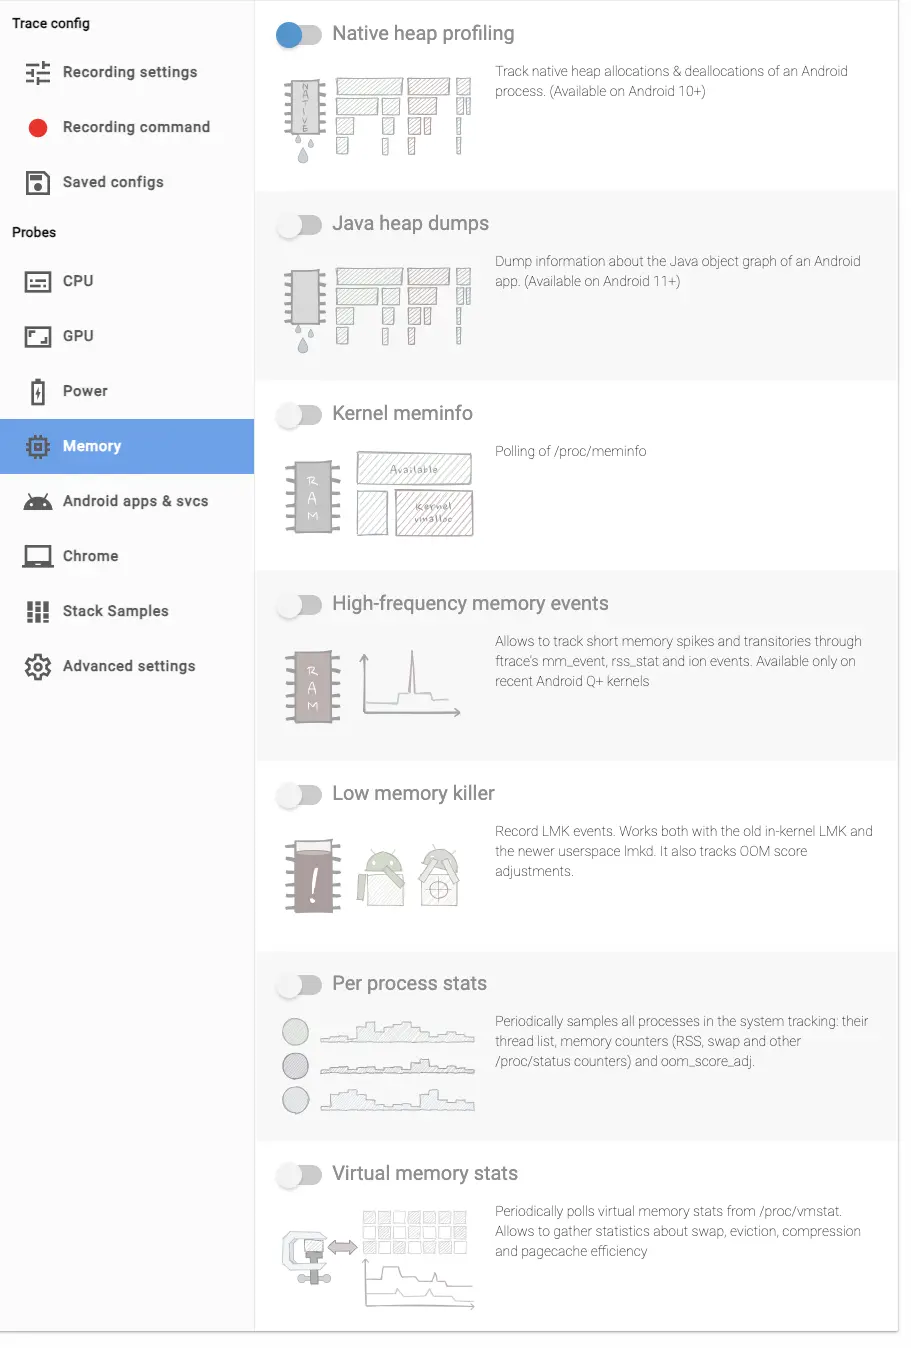 Trace config
Recording settings
Recording command
Saved configs
Probes
CPU
GPU
Power
Memory
Android apps & svcs
Chrome
Stack Samples
Advanced settings
Native heap profiling
NATIVE
Track native heap allocations & deallocations of an Android
process. (Available on Android 10+)
Java heap dumps
Dump information about the Java object graph of an Android
app. (Available on Android 11+)
Kernel meminfo
RAM
Available
Kernel
vmalloc
Polling of /proc/meminfo
High-frequency memory events
RAM
Allows to track short memory spikes and transitories through
ftrace's mm_event, rss_stat and ion events. Available only on
recent Android Q+ kernels
Low memory killer
!
Record LMK events. Works both with the old in-kernel LMK and
the newer userspace lmkd. It also tracks OOM score
adjustments.
Per process stats
Periodically samples all processes in the system tracking: their
thread list, memory counters (RSS, swap and other
/proc/status counters) and oom_score_adj.
Virtual memory stats
Periodically polls virtual memory stats from /proc/vmstat.
Allows to gather statistics about swap, eviction, compression
and pagecache efficiency